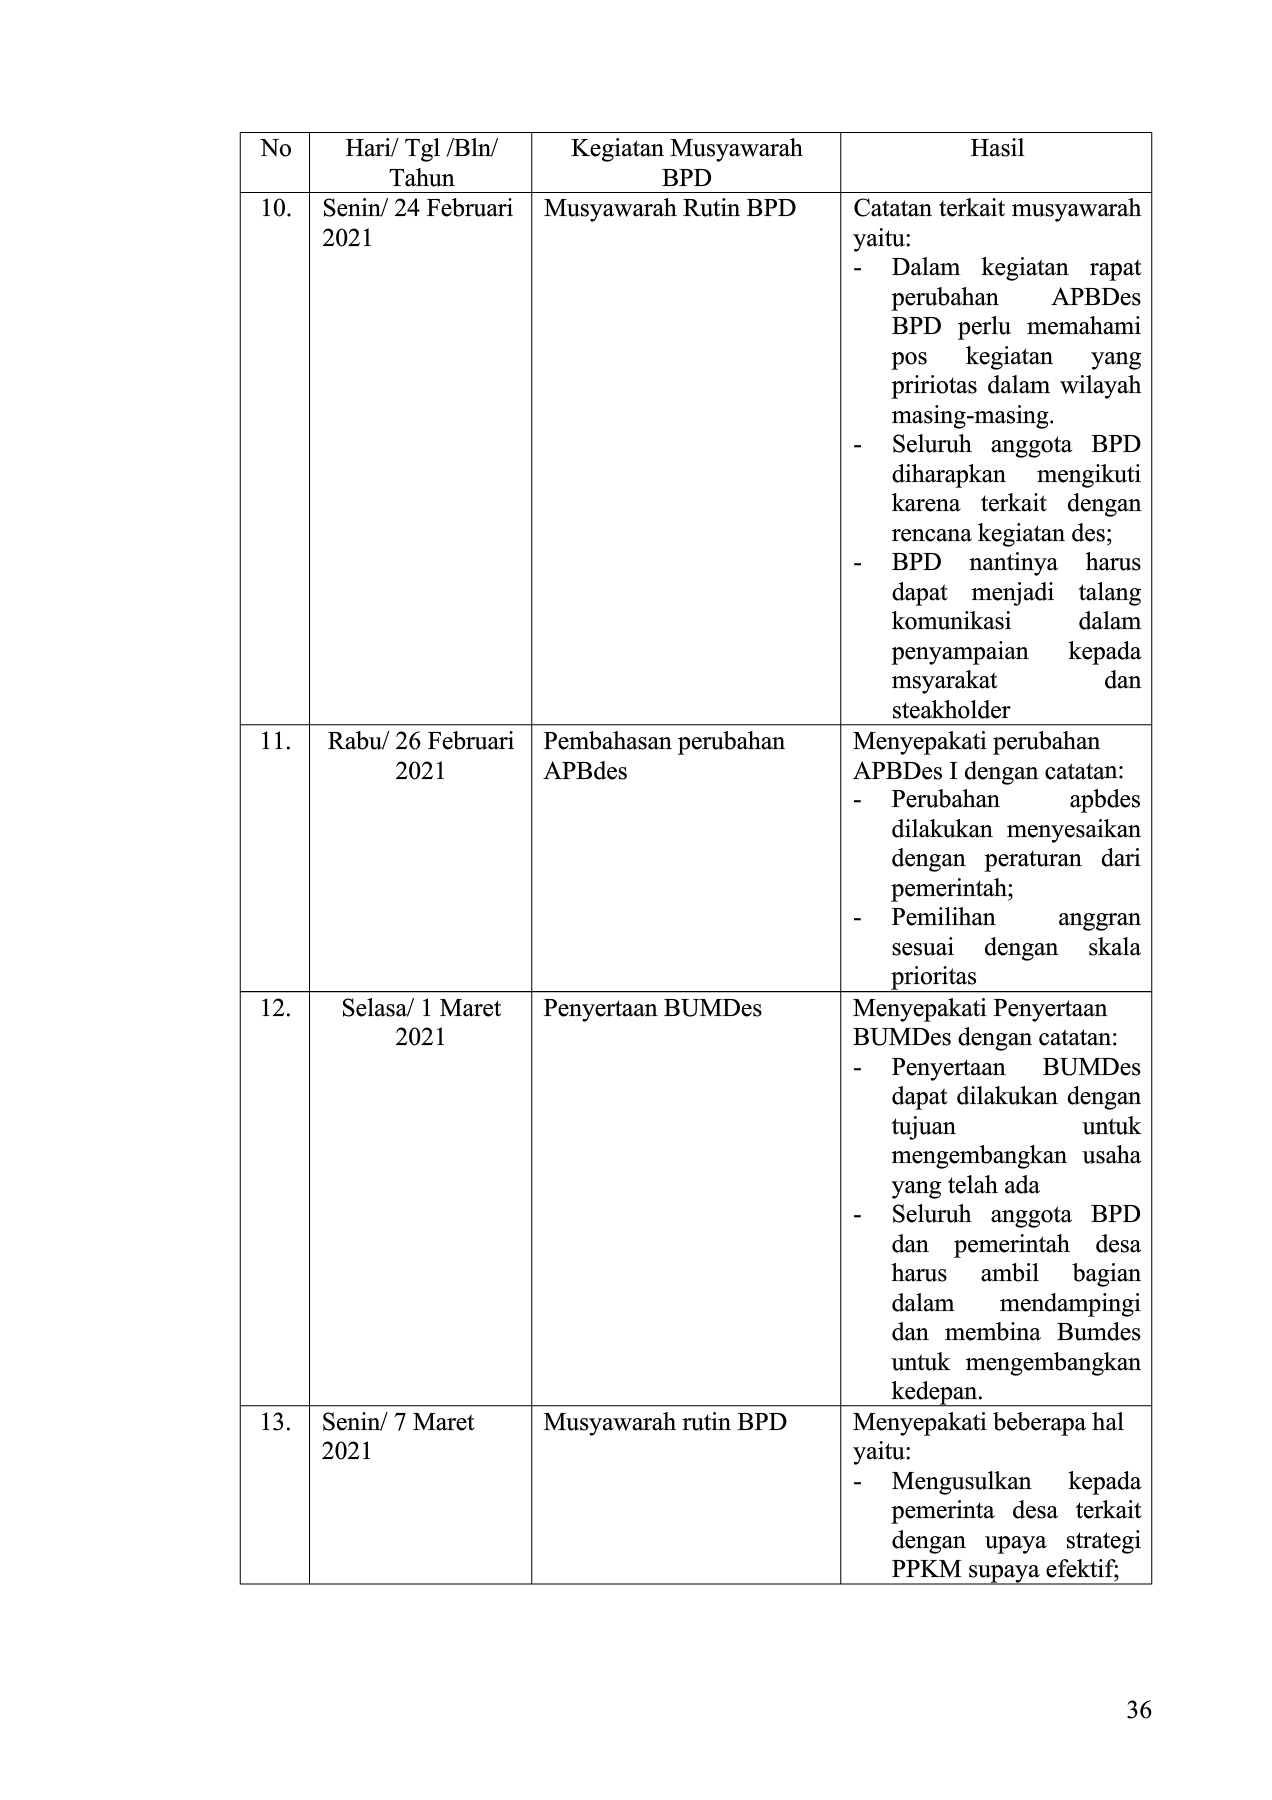 No
Hari/ Tgl /Bln/
Tahun
Kegiatan Musyawarah
BPD
Hasil
10.
Senin/ 24 Februari
2021
Musyawarah Rutin BPD
Catatan terkait musyawarah
yaitu:
- Dalam kegiatan rapat
perubahan APBDes
BPD perlu memahami
pos kegiatan yang
pririotas dalam wilayah
masing-masing.
- Seluruh anggota BPD
diharapkan mengikuti
karena terkait dengan
rencana kegiatan des;
- BPD nantinya harus
dapat menjadi talang
komunikasi dalam
penyampaian kepada
msyarakat dan
steakholder
11.
Rabu/ 26 Februari
2021
Pembahasan perubahan
APBdes
Menyepakati perubahan
APBDes I dengan catatan:
- Perubahan apbdes
dilakukan menyesaikan
dengan peraturan dari
pemerintah;
- Pemilihan anggran
sesuai dengan skala
prioritas
12.
Selasa/ 1 Maret
2021
Penyertaan BUMDes
Menyepakati Penyertaan
BUMDes dengan catatan:
- Penyertaan BUMDes
dapat dilakukan dengan
tujuan untuk
mengembangkan usaha
yang telah ada
- Seluruh anggota BPD
dan pemerintah desa
harus ambil bagian
dalam mendampingi
dan membina Bumdes
untuk mengembangkan
kedepan.
13.
Senin/ 7 Maret
2021
Musyawarah rutin BPD
Menyepakati beberapa hal
yaitu:
- Mengusulkan kepada
pemerinta desa terkait
dengan upaya strategi
PPKM supaya efektif;
36